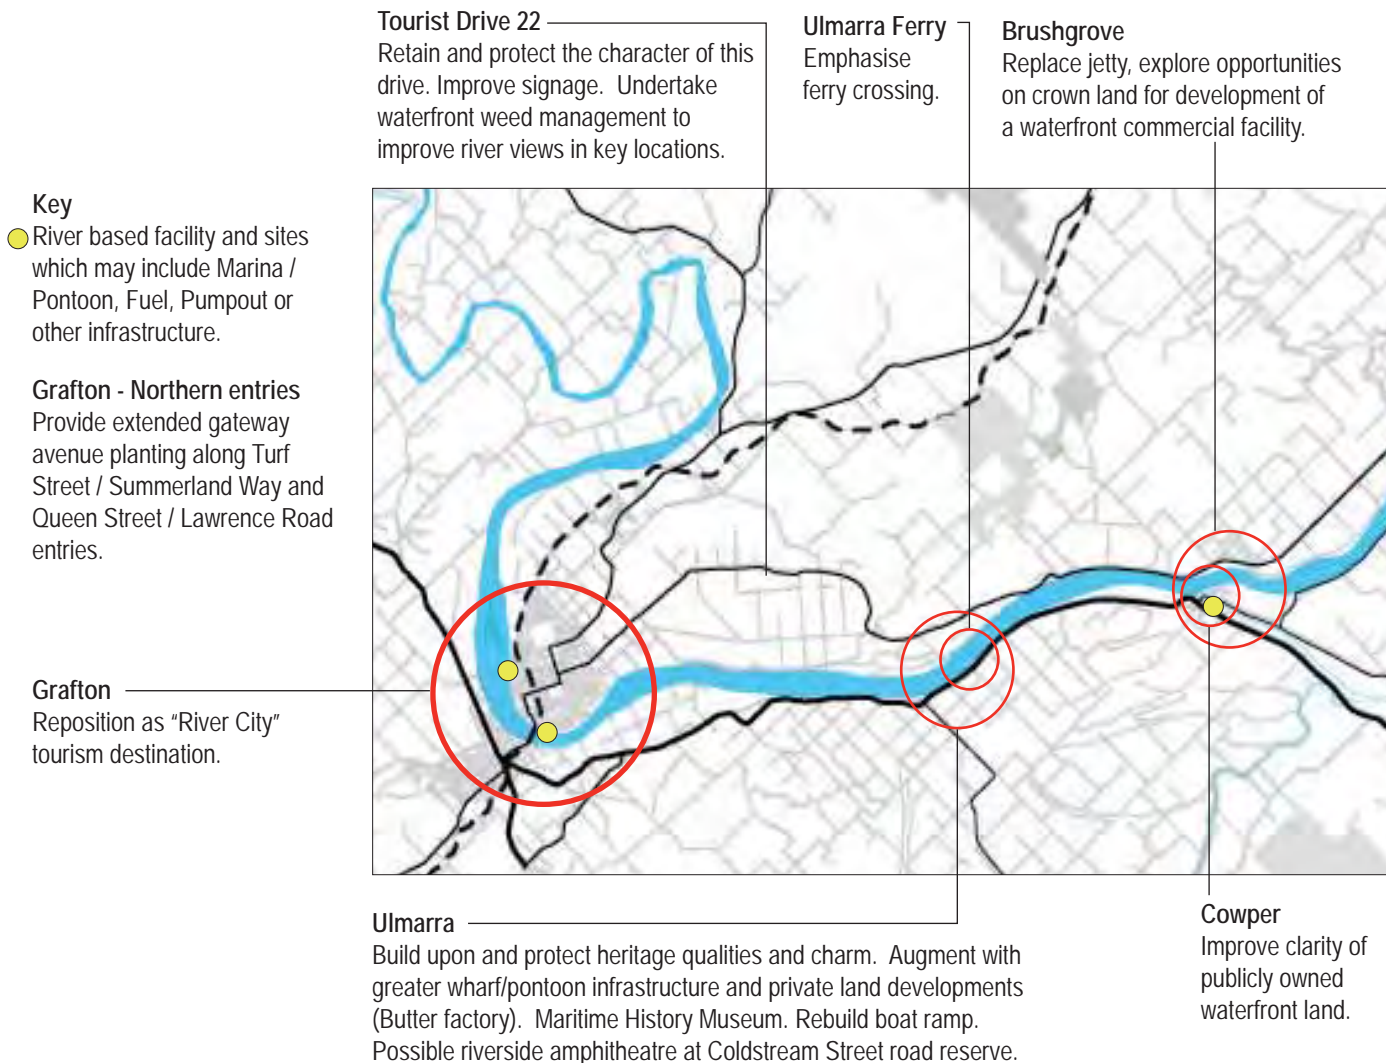 Tourist Drive 22
Retain and protect the character of this
drive. Improve signage.  Undertake
waterfront weed management to
improve river views in key locations.
Ulmarra Ferry
Emphasise
ferry crossing.
Brushgrove
Replace jetty, explore opportunities
on crown land for development of
a waterfront commercial facility.
Key
River based facility and sites
which may include Marina /
Pontoon, Fuel, Pumpout or
other infrastructure.
Grafton - Northern entries
Provide extended gateway
avenue planting along Turf
Street / Summerland Way and
Queen Street / Lawrence Road
entries.
Grafton
Reposition as “River City”
tourism destination.
Ulmarra
Build upon and protect heritage qualities and charm.  Augment with
greater wharf/pontoon infrastructure and private land developments
(Butter factory).  Maritime History Museum. Rebuild boat ramp.
Possible riverside amphitheatre at Coldstream Street road reserve.
Cowper
Improve clarity of
publicly owned
waterfront land.